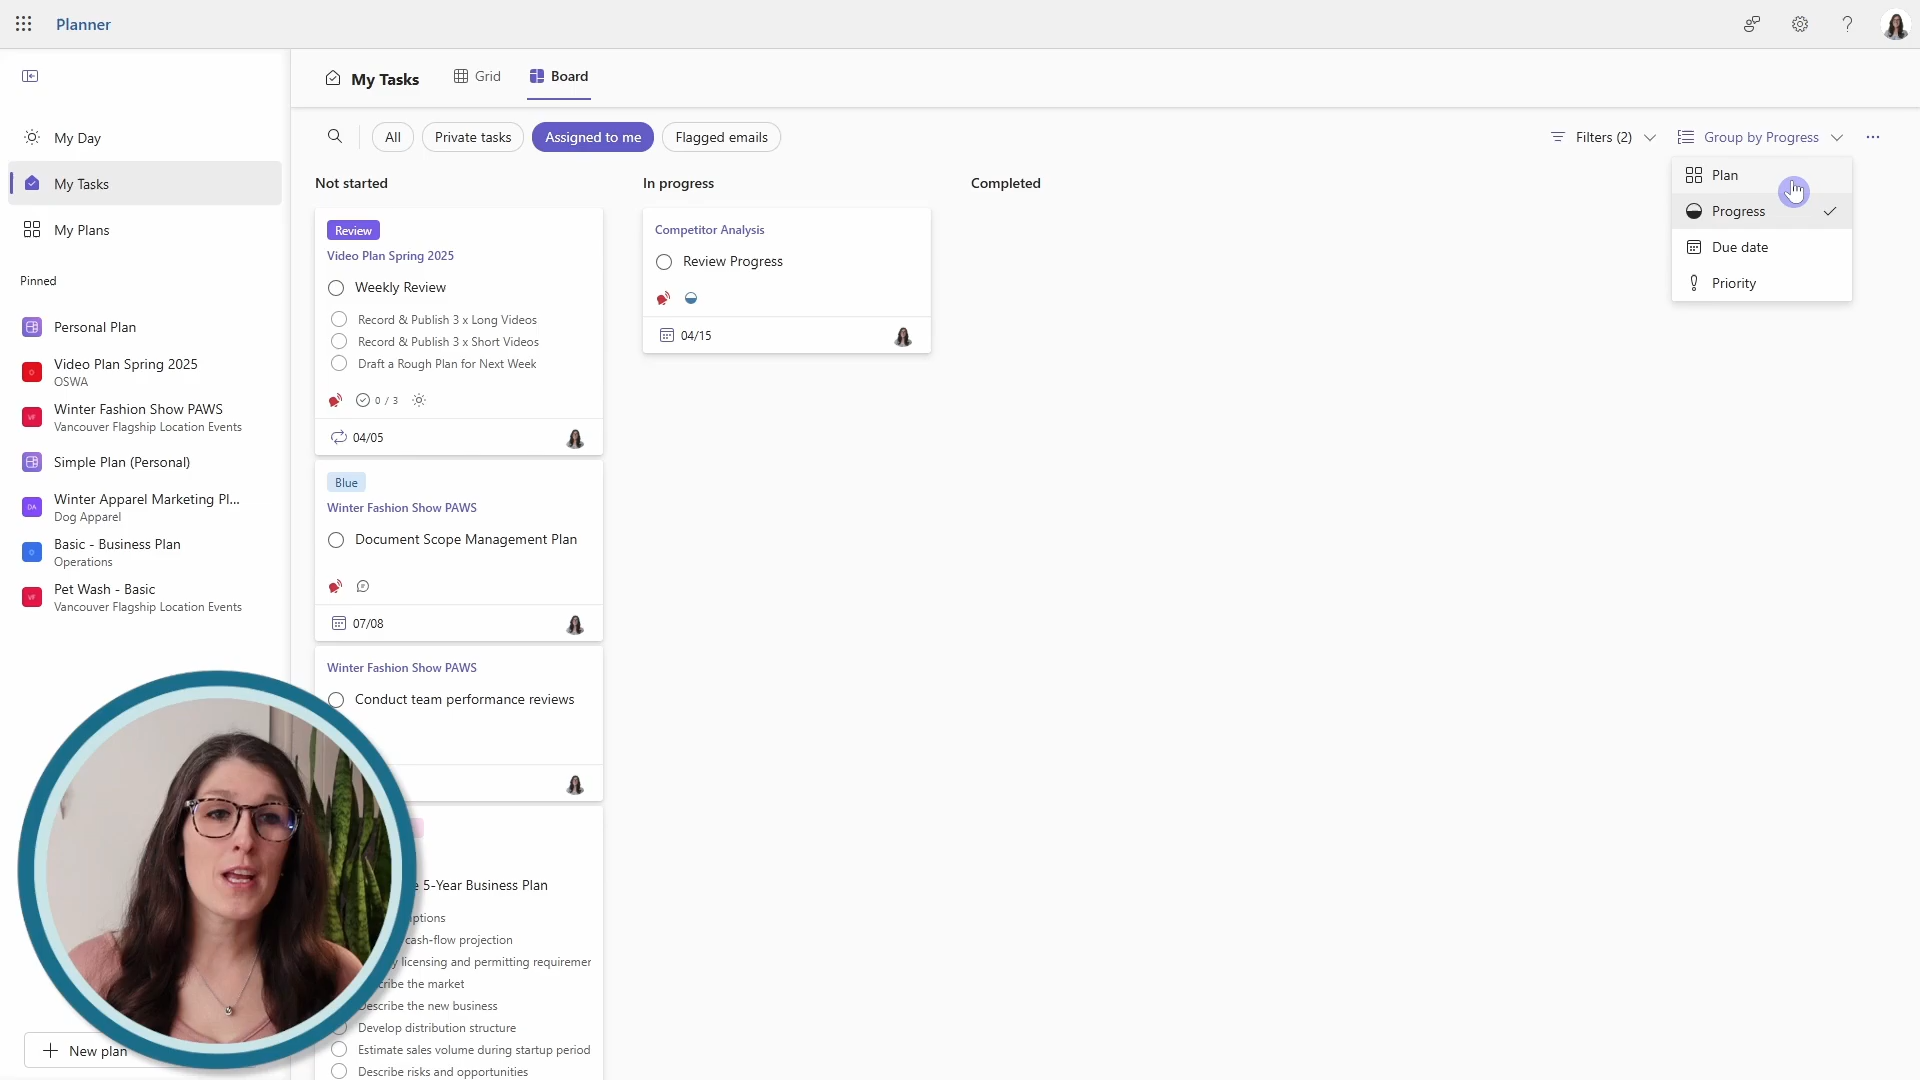 Planner
My Tasks
Grid
Board
My Day
My Tasks
My Plans
Pinned
Personal Plan
Video Plan Spring 2025
OSWA
Winter Fashion Show PAWS
Vancouver Flagship Location Events
Simple Plan (Personal)
Winter Apparel Marketing Pl...
Dog Apparel
Basic - Business Plan
Operations
Pet Wash - Basic
Vancouver Flagship Location Events
New plan
All
Private tasks
Assigned to me
Flagged emails
Filters (2)
Group by Progress
Plan
Progress
Due date
Priority
Not started
Review
Video Plan Spring 2025
Weekly Review
Record & Publish 3 x Long Videos
Record & Publish 3 x Short Videos
Draft a Rough Plan for Next Week
0 / 3
04/05
Blue
Winter Fashion Show PAWS
Document Scope Management Plan
07/08
Winter Fashion Show PAWS
Conduct team performance reviews
5-Year Business Plan
cash-flow projection
licensing and permitting requiremer
the market
Describe the new business
Develop distribution structure
Estimate sales volume during startup period
Describe risks and opportunities
In progress
Competitor Analysis
Review Progress
04/15
Completed